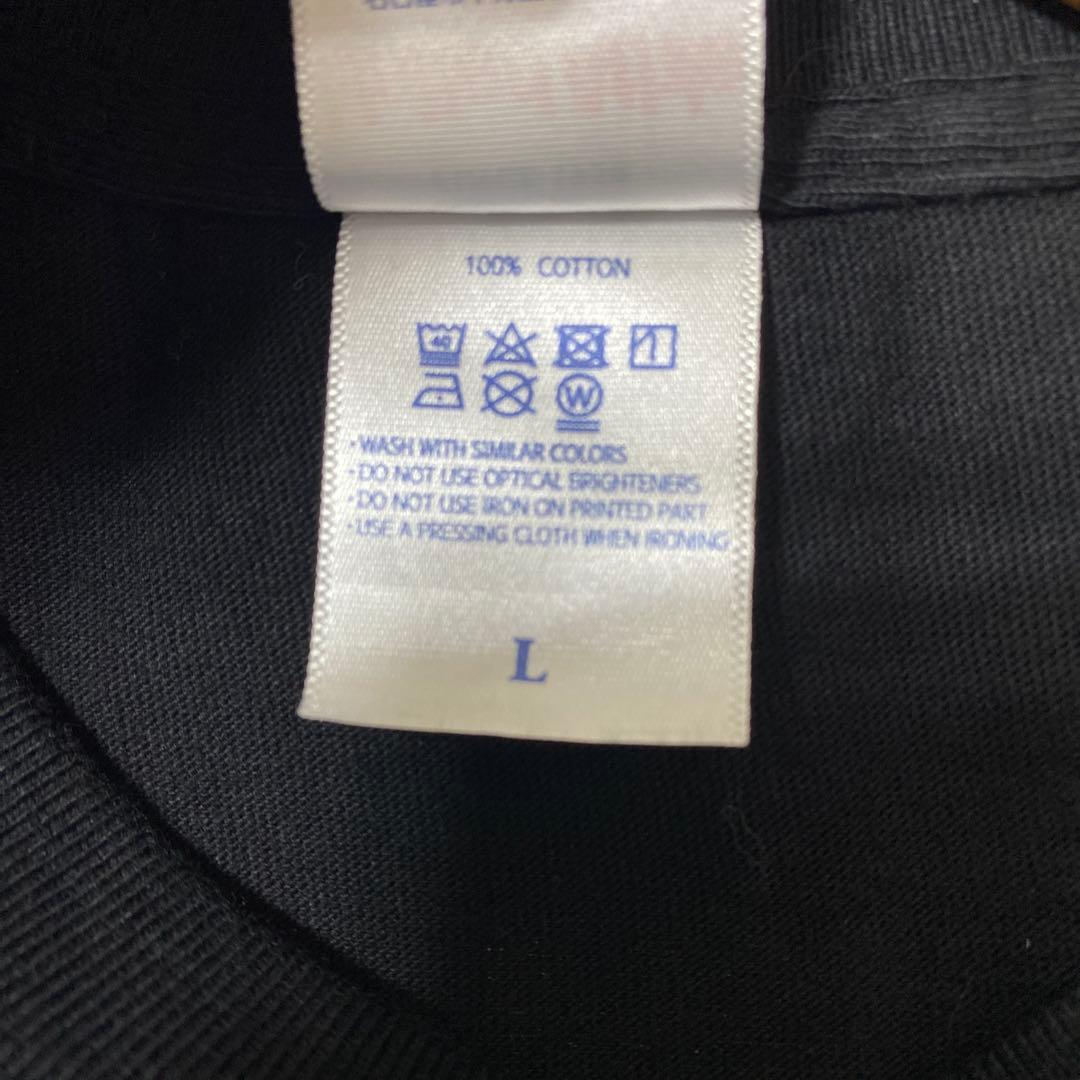 100% COTTON
40
W
·WASH WITH SIMILAR COLORS
·DO NOT USE OPTICAL BRIGHTENERS
·DO NOT USE IRON ON PRINTED PART
·USE A PRESSING CLOTH WHEN IRONING
L